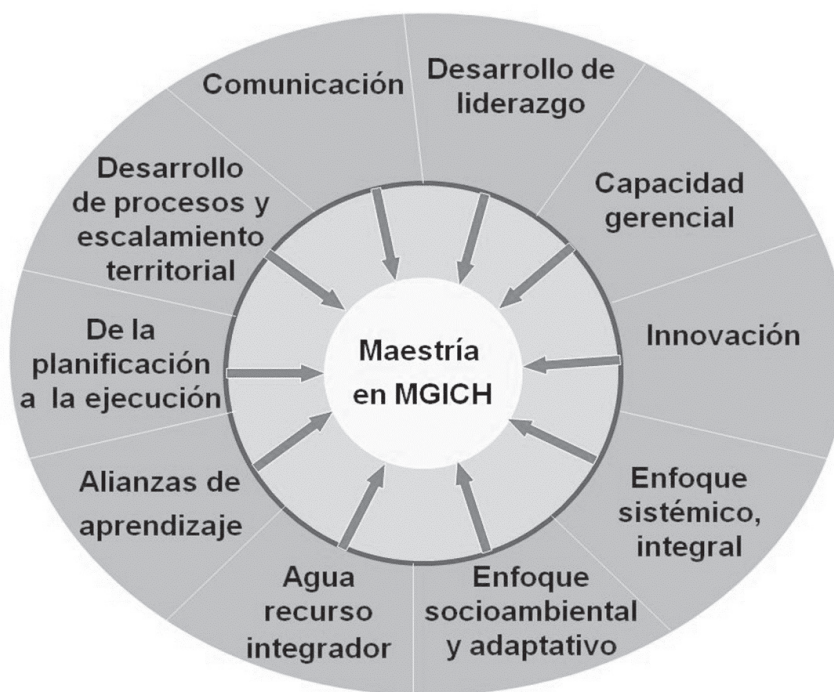 Comunicación
Desarrollo de
liderazgo
Capacidad
gerencial
Innovación
Enfoque
sistémico,
integral
Enfoque
socioambiental
y adaptativo
Agua
recurso
integrador
Alianzas de
aprendizaje
De la
planificación
a la ejecución
Desarrollo
de procesos y
escalamiento
territorial
Maestría
en MGICH